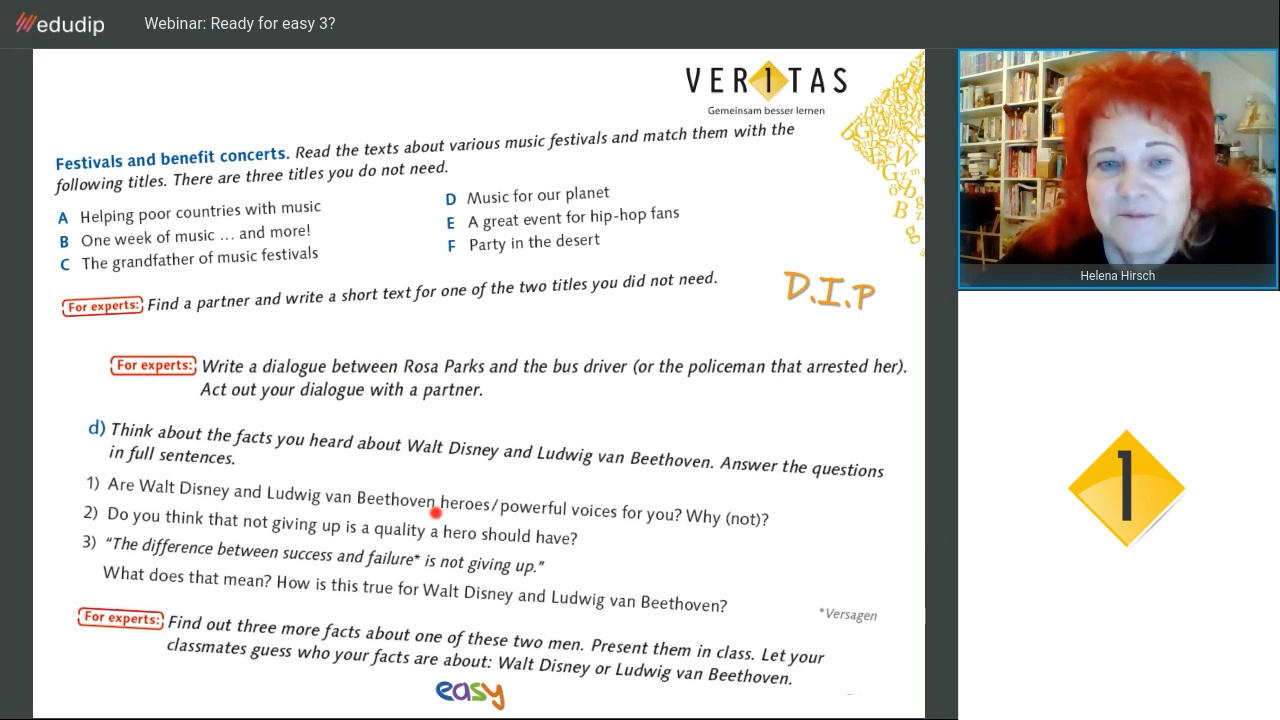 edudip
Webinar: Ready for easy 3?
VER1TAS
Gemeinsam besser lernen
Festivals and benefit concerts. Read the texts about various music festivals and match them with the
following titles. There are three titles you do not need.
A Helping poor countries with music
B One week of music ... and more!
C The grandfather of music festivals
D Music for our planet
E A great event for hip-hop fans
F Party in the desert
For experts: Find a partner and write a short text for one of the two titles you did not need.
D.I.P
For experts: Write a dialogue between Rosa Parks and the bus driver (or the policeman that arrested her).
Act out your dialogue with a partner.
d) Think about the facts you heard about Walt Disney and Ludwig van Beethoven. Answer the questions
in full sentences.
1) Are Walt Disney and Ludwig van Beethoven heroes/powerful voices for you? Why (not)?
2) Do you think that not giving up is a quality a hero should have?
3) "The difference between success and failure* is not giving up."
What does that mean? How is this true for Walt Disney and Ludwig van Beethoven?
*Versagen
For experts: Find out three more facts about one of these two men. Present them in class. Let your
classmates guess who your facts are about: Walt Disney or Ludwig van Beethoven.
easy
Helena Hirsch
1